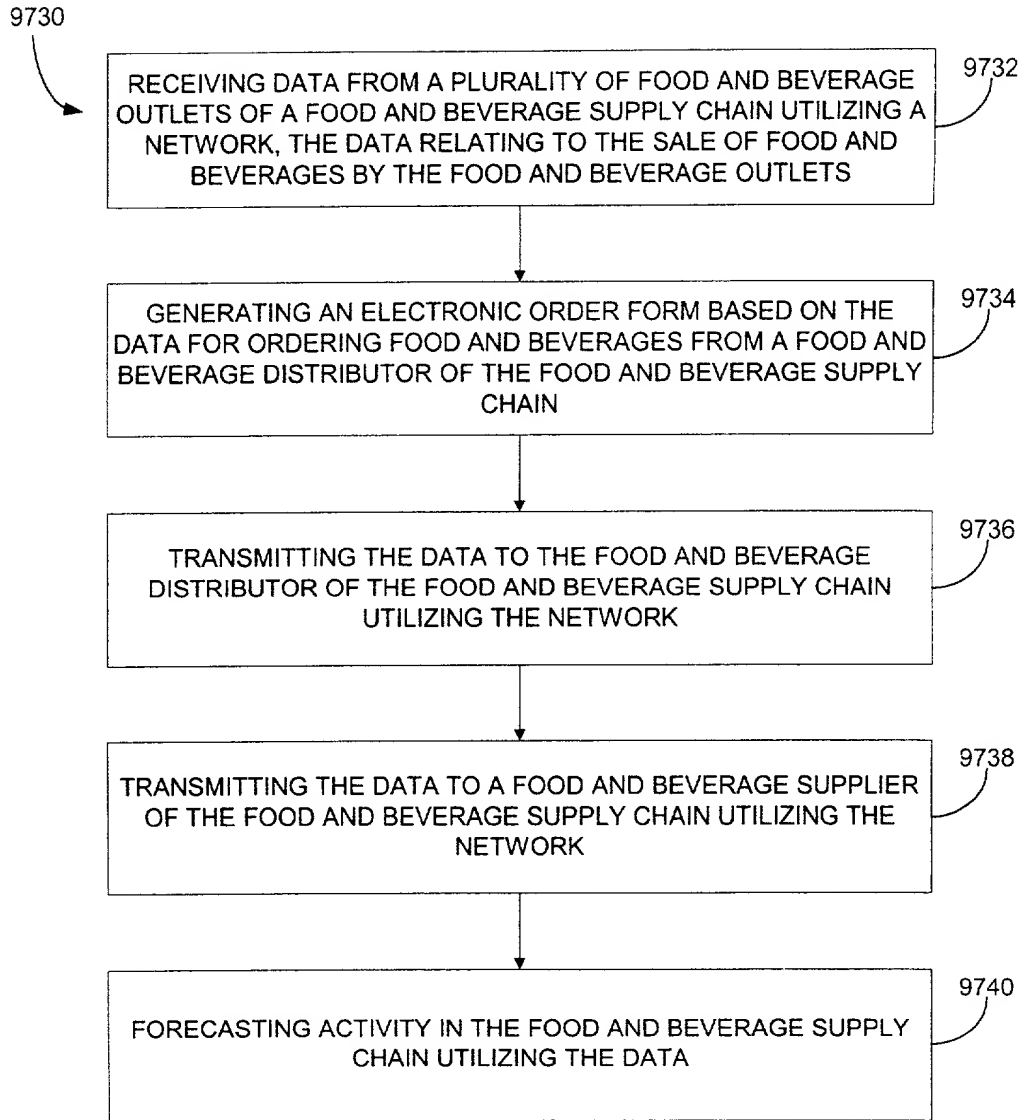 9730
RECEIVING DATA FROM A PLURALITY OF FOOD AND BEVERAGE
OUTLETS OF A FOOD AND BEVERAGE SUPPLY CHAIN UTILIZING A
NETWORK, THE DATA RELATING TO THE SALE OF FOOD AND
BEVERAGES BY THE FOOD AND BEVERAGE OUTLETS
9732
GENERATING AN ELECTRONIC ORDER FORM BASED ON THE
DATA FOR ORDERING FOOD AND BEVERAGES FROM A FOOD AND
BEVERAGE DISTRIBUTOR OF THE FOOD AND BEVERAGE SUPPLY
CHAIN
9734
TRANSMITTING THE DATA TO THE FOOD AND BEVERAGE
DISTRIBUTOR OF THE FOOD AND BEVERAGE SUPPLY CHAIN
UTILIZING THE NETWORK
9736
TRANSMITTING THE DATA TO A FOOD AND BEVERAGE SUPPLIER
OF THE FOOD AND BEVERAGE SUPPLY CHAIN UTILIZING THE
NETWORK
9738
FORECASTING ACTIVITY IN THE FOOD AND BEVERAGE SUPPLY
CHAIN UTILIZING THE DATA
9740